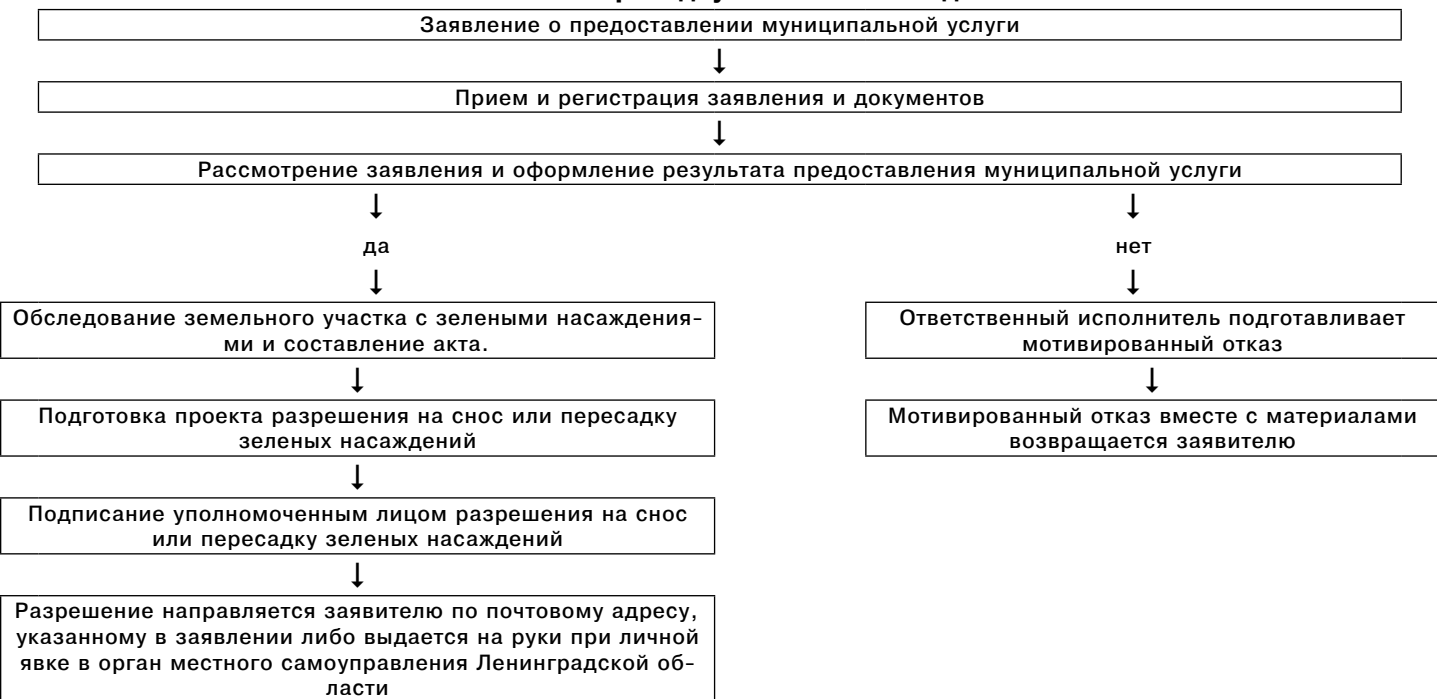 Заявление о предоставлении муниципальной услуги
↓
Прием и регистрация заявления и документов
↓
Рассмотрение заявления и оформление результата предоставления муниципальной услуги
↓ ↓
да нет
↓ ↓
Обследование земельного участка с зелеными насаждения-
ми и составление акта.
Ответственный исполнитель подготавливает
мотивированный отказ
↓ ↓
Подготовка проекта разрешения на снос или пересадку
зеленых насаждений
Мотивированный отказ вместе с материалами
возвращается заявителю
↓
Подписание уполномоченным лицом разрешения на снос
или пересадку зеленых насаждений
↓
Разрешение направляется заявителю по почтовому адресу,
указанному в заявлении либо выдается на руки при личной
явке в орган местного самоуправления Ленинградской об-
ласти